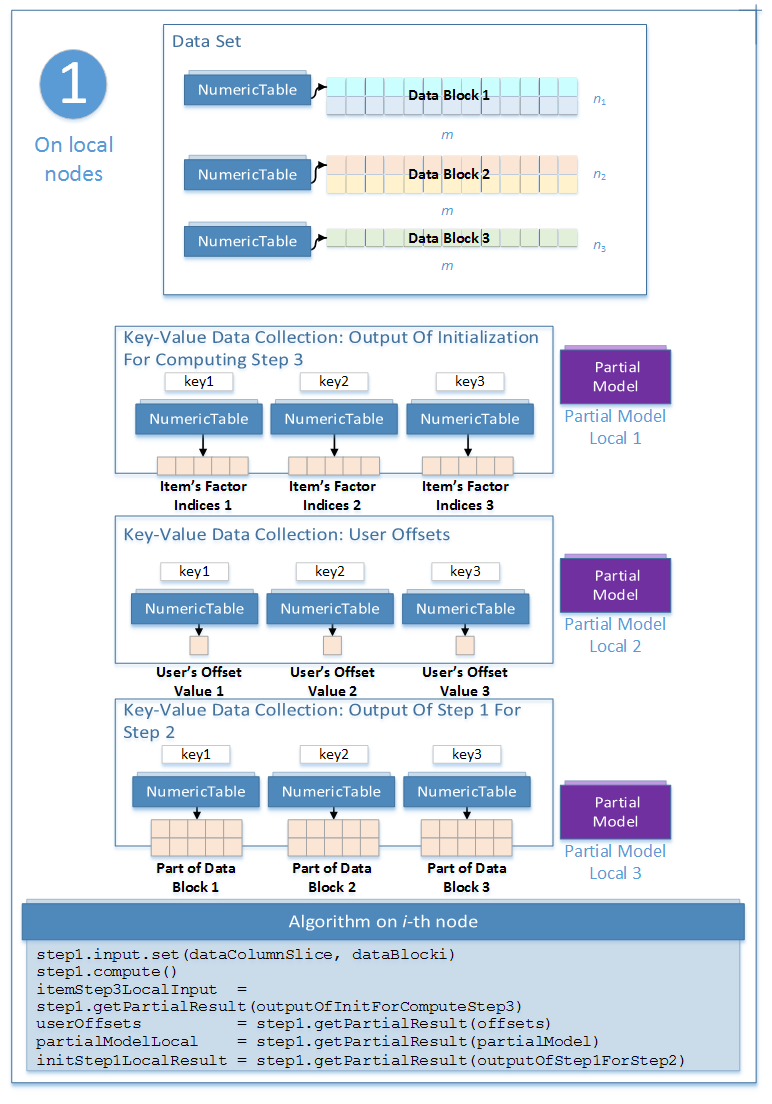 1
On local
nodes
Data Set
NumericTable
Data Block 1
n1
m
NumericTable
Data Block 2
n2
m
NumericTable
Data Block 3
n3
m
Key-Value Data Collection: Output Of Initialization
For Computing Step 3
key1 key2 key3
NumericTable NumericTable NumericTable
Item's Factor Item's Factor Item's Factor
Indices 1 Indices 2 Indices 3
Partial
Model
Partial Model
Local 1
Key-Value Data Collection: User Offsets
key1 key2 key3
NumericTable NumericTable NumericTable
User's Offset User's Offset User's Offset
Value 1 Value 2 Value 3
Partial
Model
Partial Model
Local 2
Key-Value Data Collection: Output Of Step 1 For
Step 2
key1 key2 key3
NumericTable NumericTable NumericTable
Part of Data Part of Data Part of Data
Block 1 Block 2 Block 3
Partial
Model
Partial Model
Local 3
Algorithm on i-th node
step1.input.set(dataColumnSlice, dataBlocki)
step1.compute()
itemStep3LocalInput =
step1.getPartialResult(outputOfInitForComputeStep3)
userOffsets = step1.getPartialResult(offsets)
partialModelLocal = step1.getPartialResult(partialModel)
initStep1LocalResult = step1.getPartialResult(outputOfStep1ForStep2)